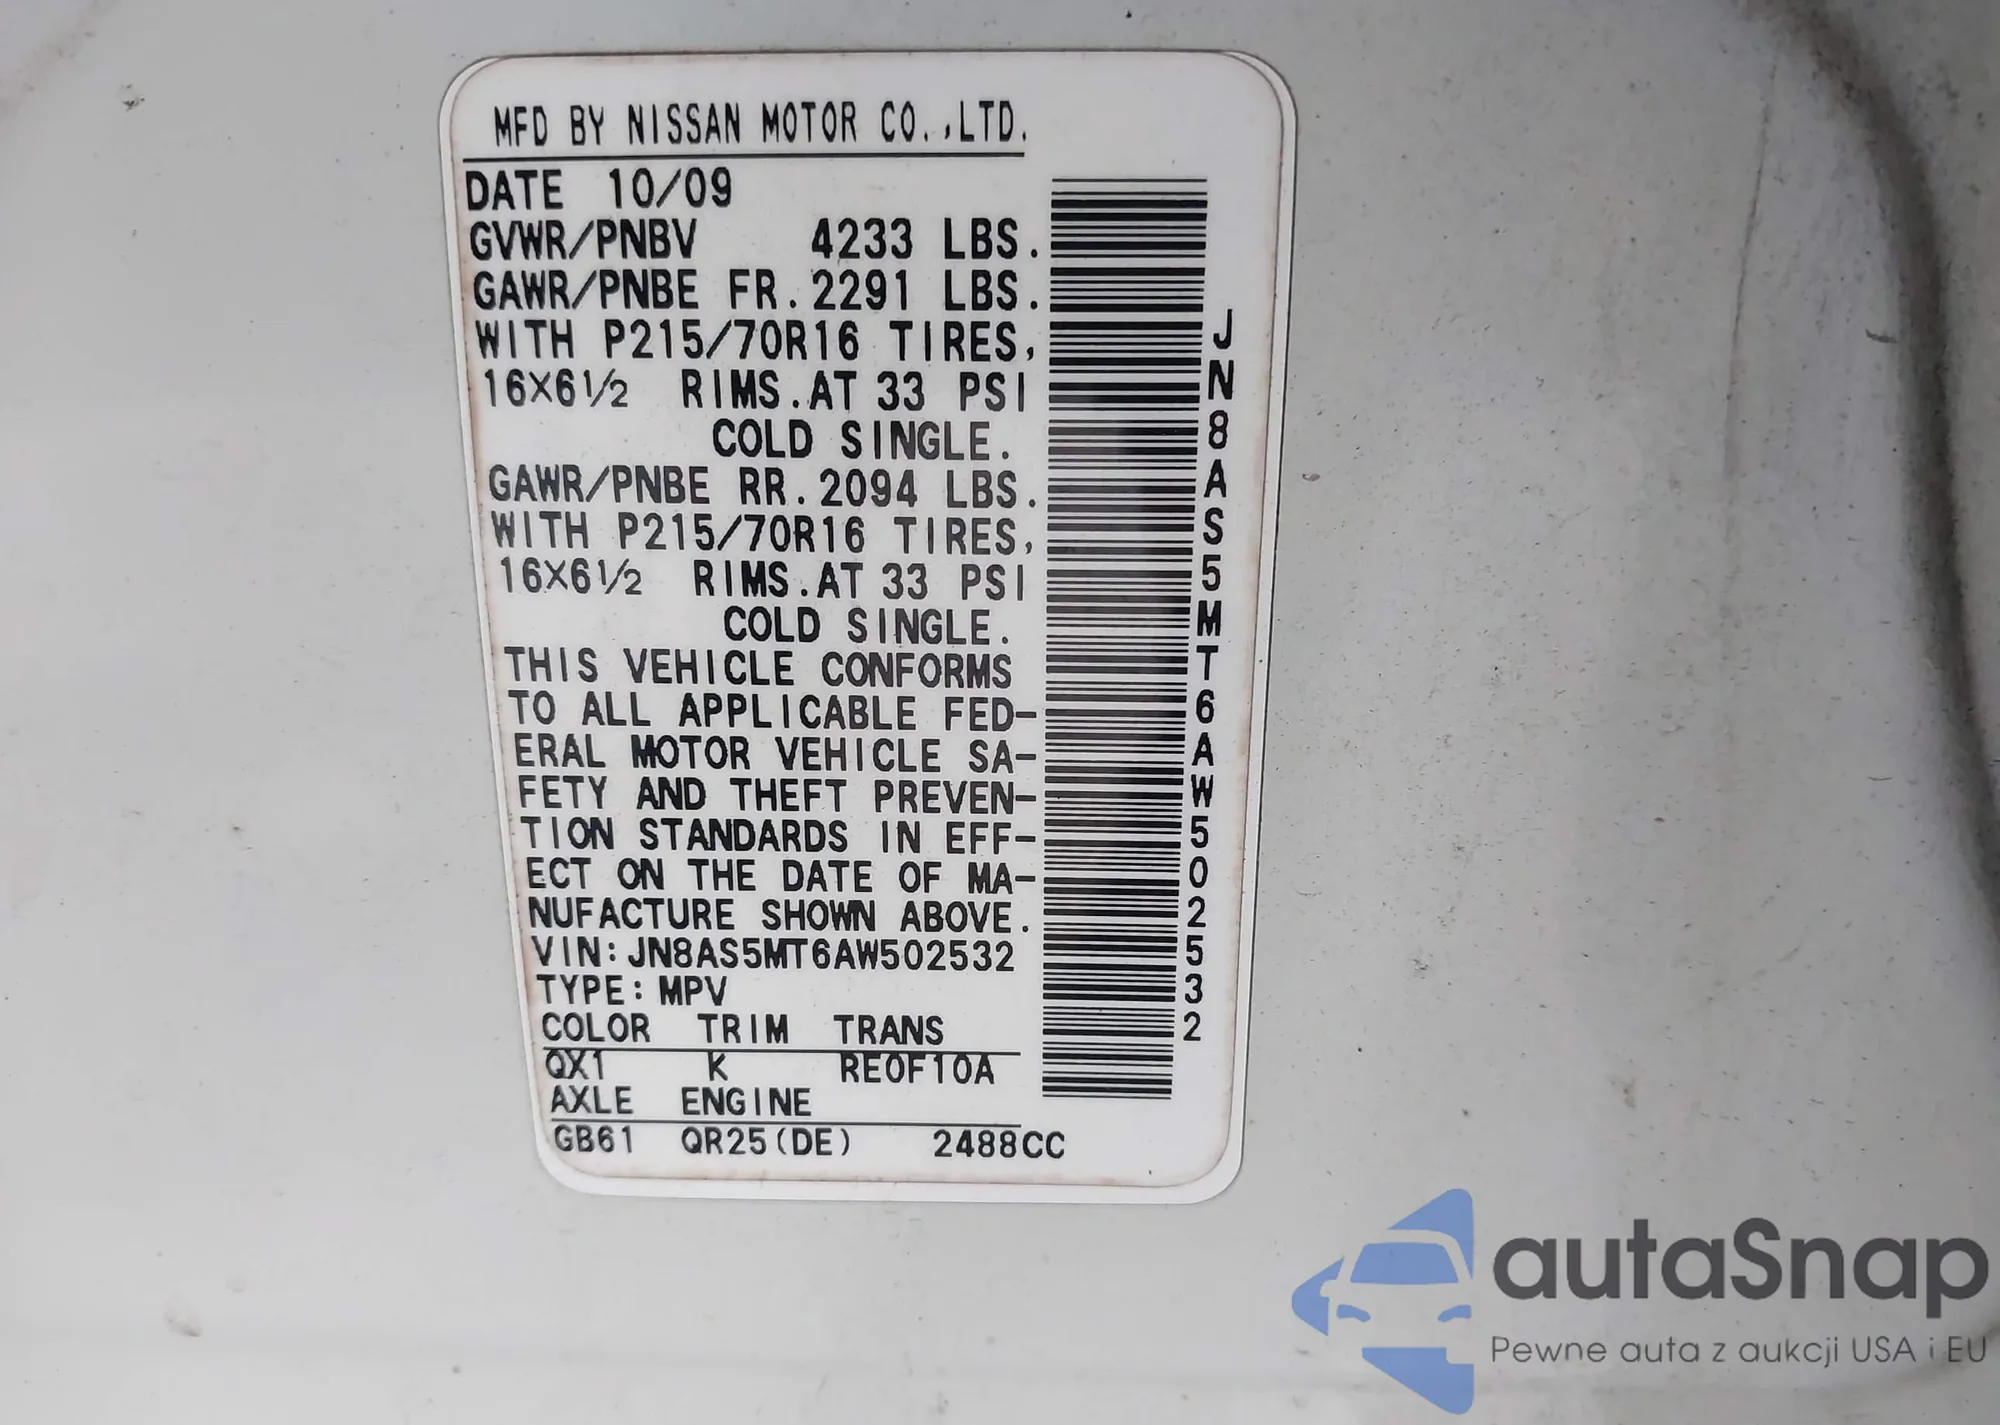 MFD BY NISSAN MOTOR CO.,LTD.
DATE 10/09
GVWR/PNBV 4233 LBS.
GAWR/PNBE FR.2291 LBS.
WITH P215/70R16 TIRES,
16X6½ RIMS.AT 33 PSI
COLD SINGLE.
GAWR/PNBE RR.2094 LBS.
WITH P215/70R16 TIRES,
16X6½ RIMS.AT 33 PSI
COLD SINGLE.
THIS VEHICLE CONFORMS
TO ALL APPLICABLE FED-
ERAL MOTOR VEHICLE SA-
FETY AND THEFT PREVEN-
TION STANDARDS IN EFF-
ECT ON THE DATE OF MA-
NUFACTURE SHOWN ABOVE.
VIN:JN8AS5MT6AW502532
TYPE:MPV
COLOR TRIM TRANS
QX1 K RE0F10A
AXLE ENGINE
GB61 QR25(DE) 2488CC
JN8AS5MT6AW502532
autaSnap
Pewne auta z aukcji USA i EU